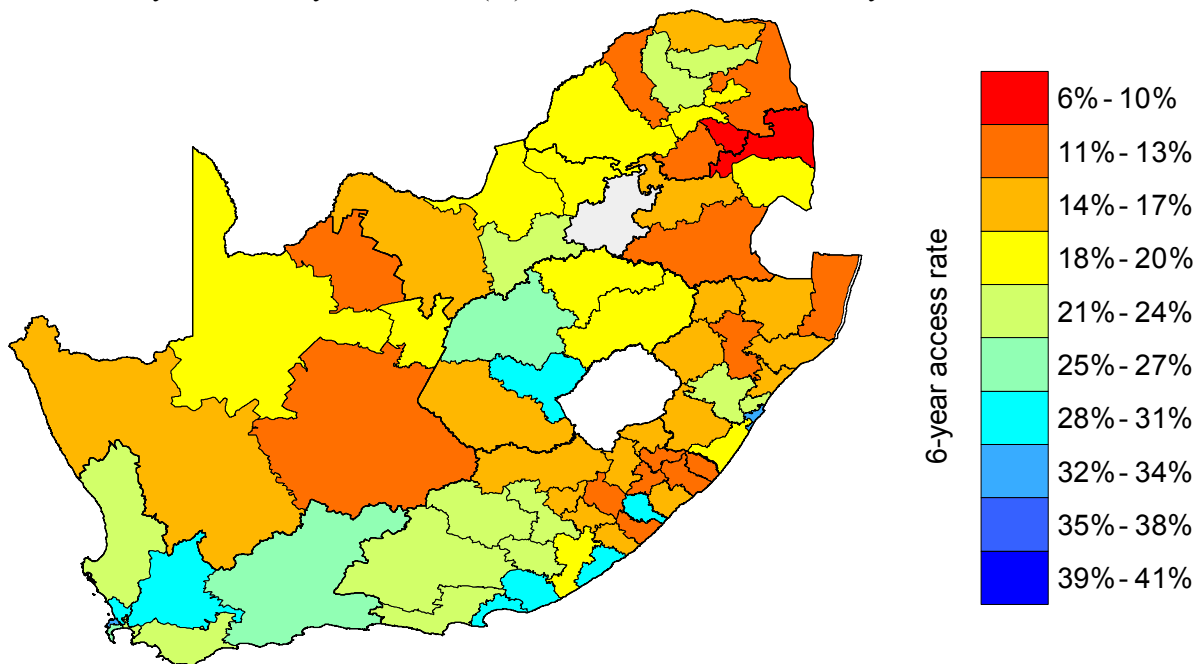 6-year access rate
6% - 10%
11% - 13%
14% - 17%
18% - 20%
21% - 24%
25% - 27%
28% - 31%
32% - 34%
35% - 38%
39% - 41%